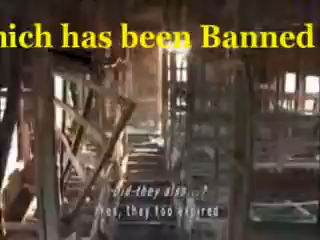 hich has been Banned
Did they also ...?
Yes, they too expired